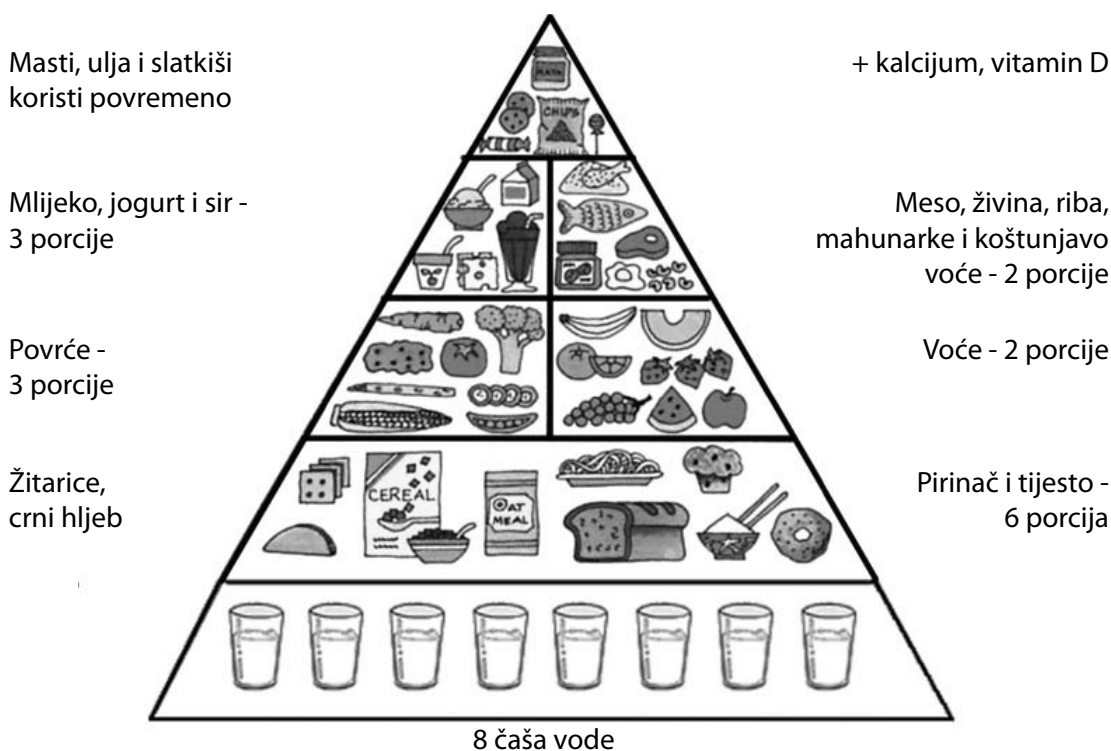 Masti, ulja i slatkiši
koristi povremeno
+ kalcijum, vitamin D
MAYO
CHIPS
Mlijeko, jogurt i sir -
3 porcije
Meso, živina, riba,
mahunarke i koštunjavo
voće - 2 porcije
Povrće -
3 porcije
Voće - 2 porcije
Žitarice,
crni hljeb
CEREAL
OAT
MEAL
Pirinač i tijesto -
6 porcija
8 čaša vode